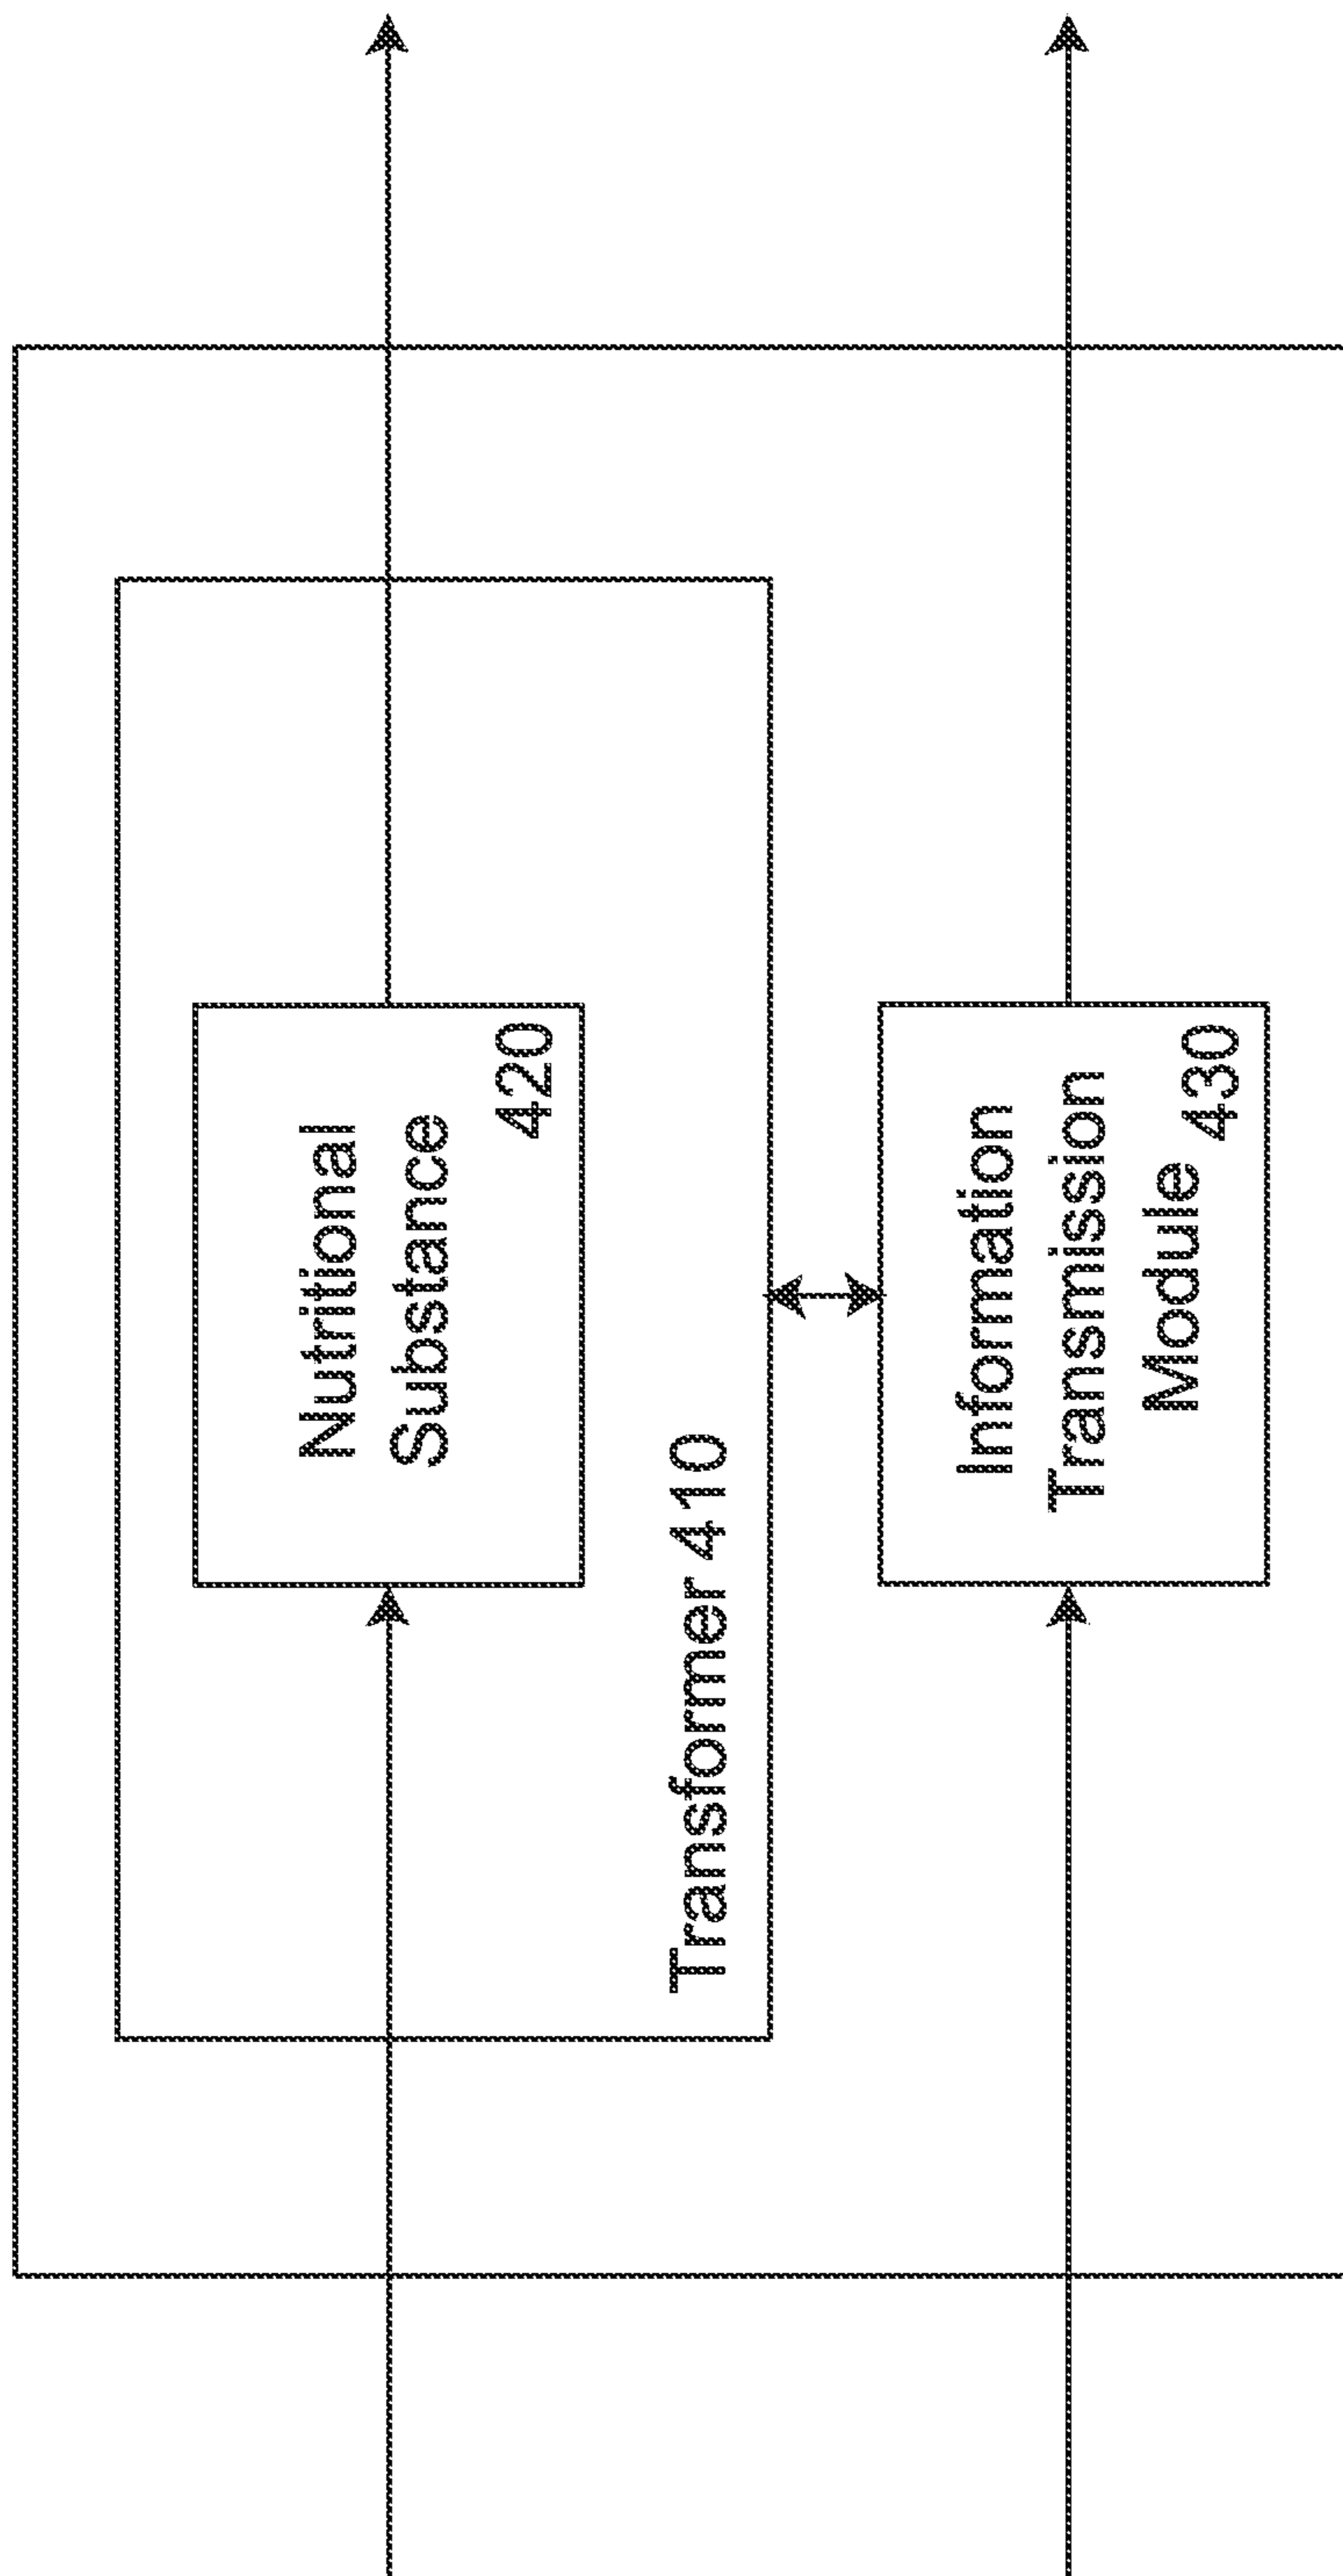 Nutritional
Substance
420
Transformer 410
Information
Transmission
Module 430